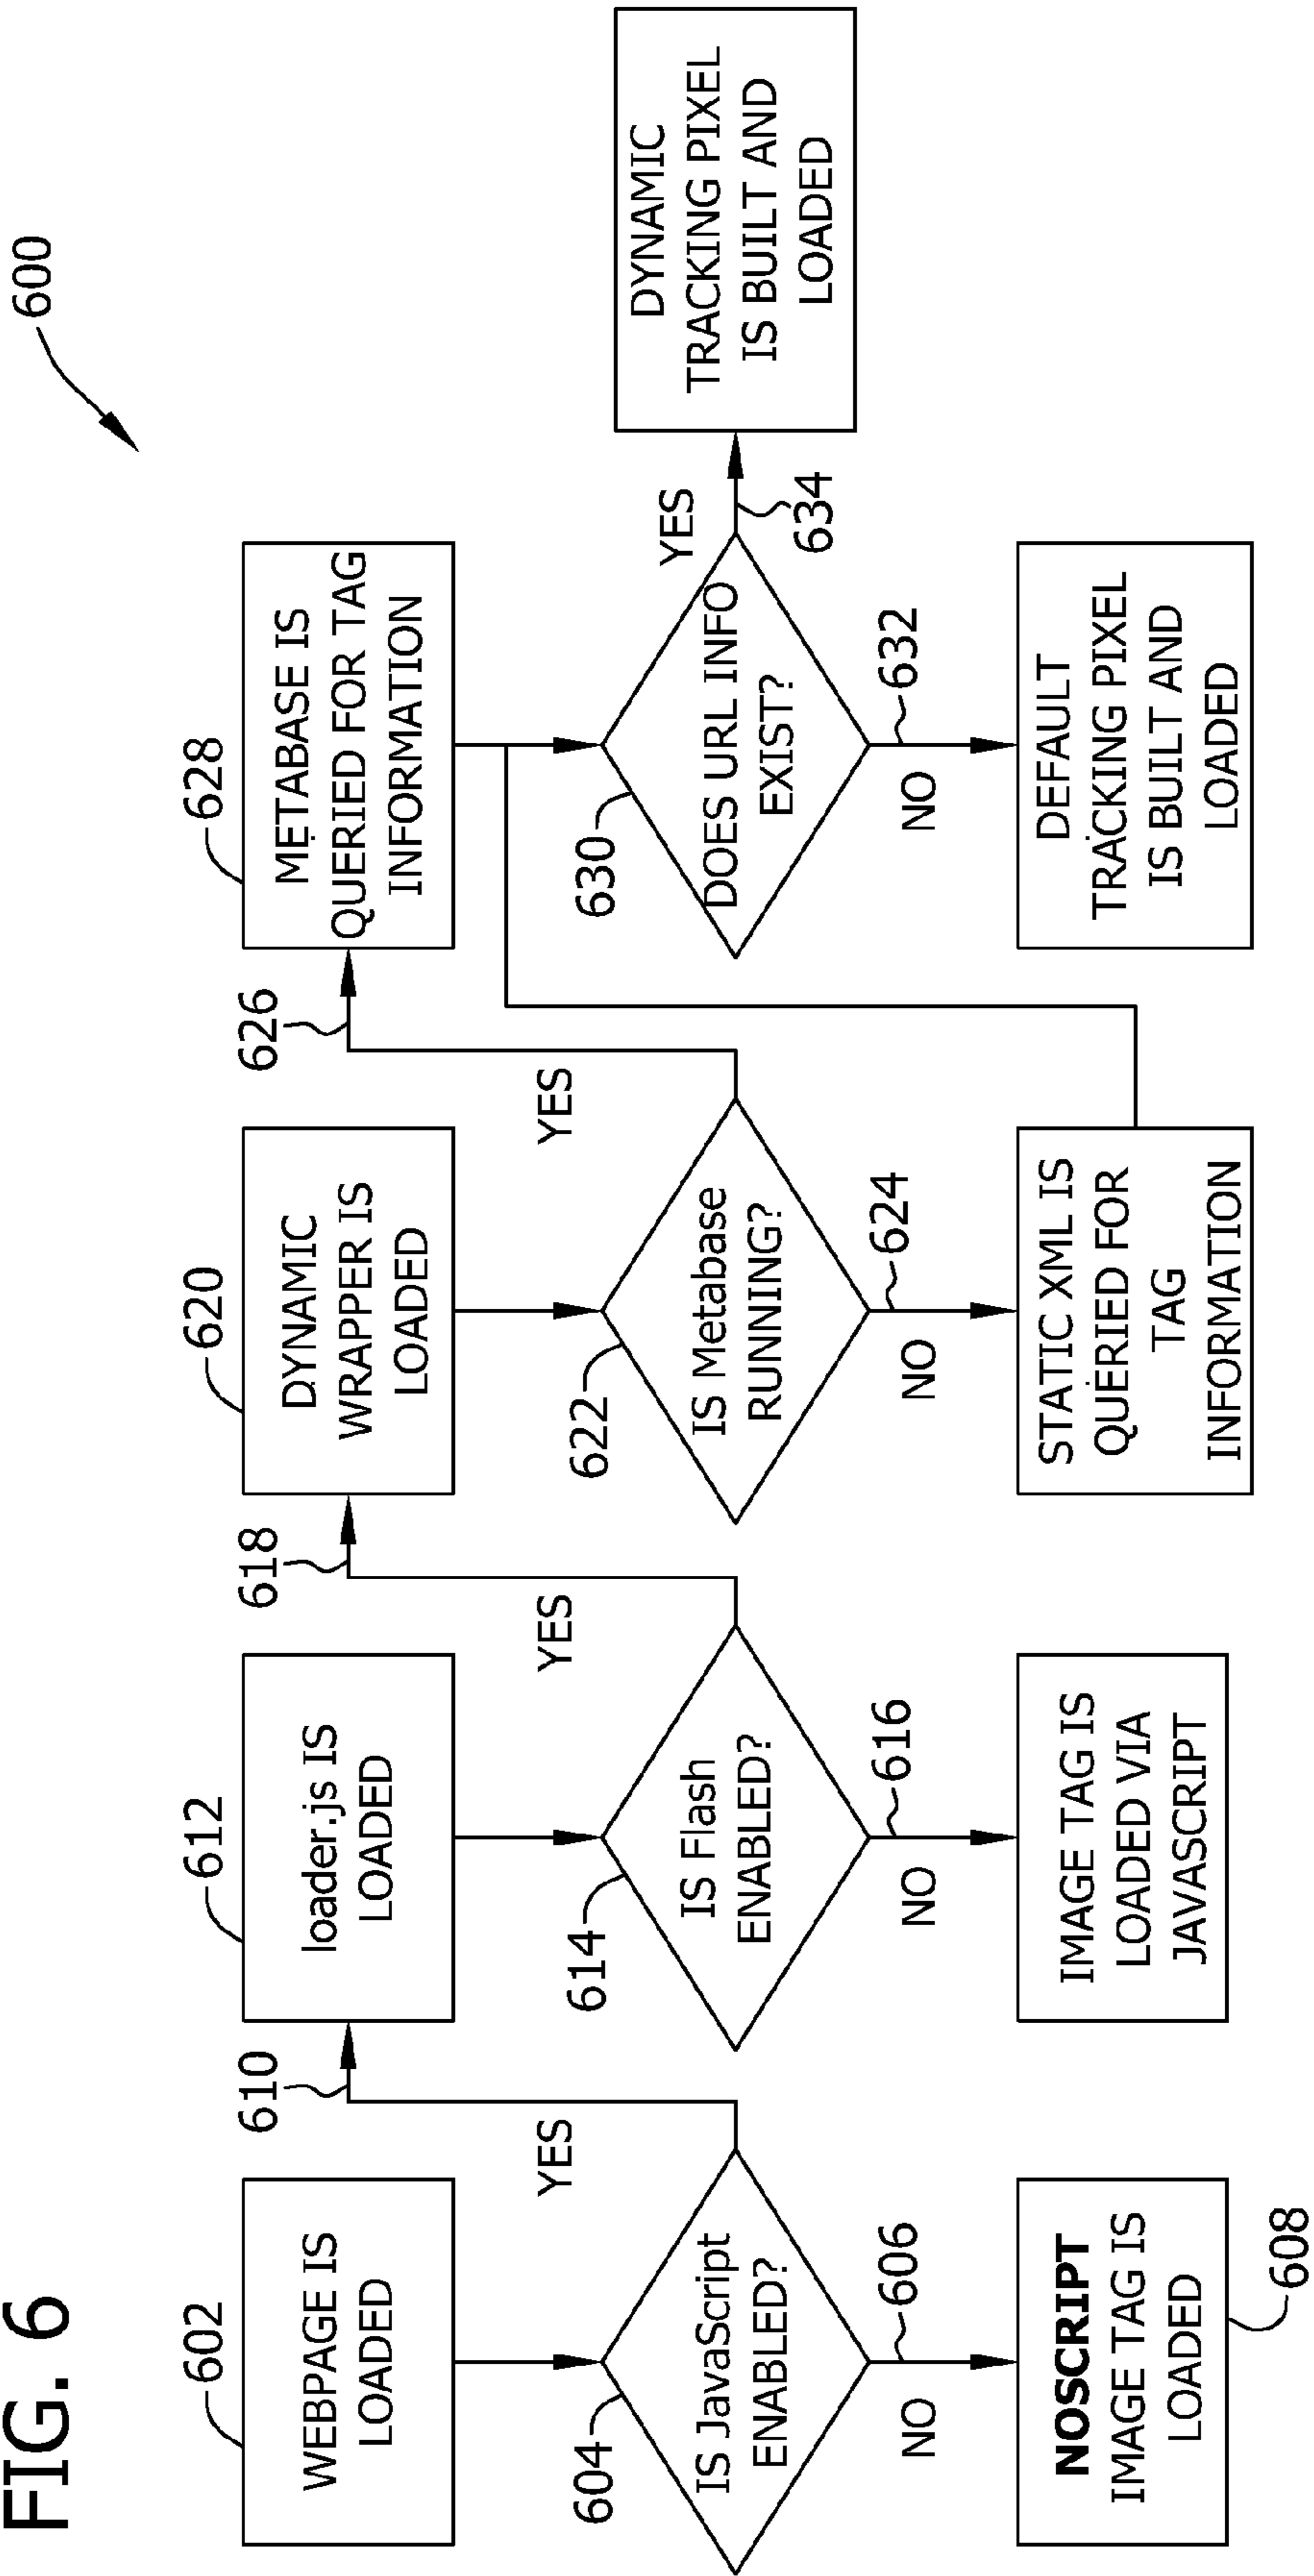 FIG. 6
600
602
WEBPAGE IS
LOADED
604
IS JavaScript
ENABLED?
NO
606
NOSCRIPT
IMAGE TAG IS
LOADED
608
YES
610
612
loader.js IS
LOADED
614
IS Flash
ENABLED?
NO
616
IMAGE TAG IS
LOADED VIA
JAVASCRIPT
YES
618
620
DYNAMIC
WRAPPER IS
LOADED
622
IS Metabase
RUNNING?
NO
624
STATIC XML IS
QUERIED FOR
TAG
INFORMATION
YES
626
628
METABASE IS
QUERIED FOR TAG
INFORMATION
630
DOES URL INFO
EXIST?
NO
632
DEFAULT
TRACKING PIXEL
IS BUILT AND
LOADED
YES
634
DYNAMIC
TRACKING PIXEL
IS BUILT AND
LOADED